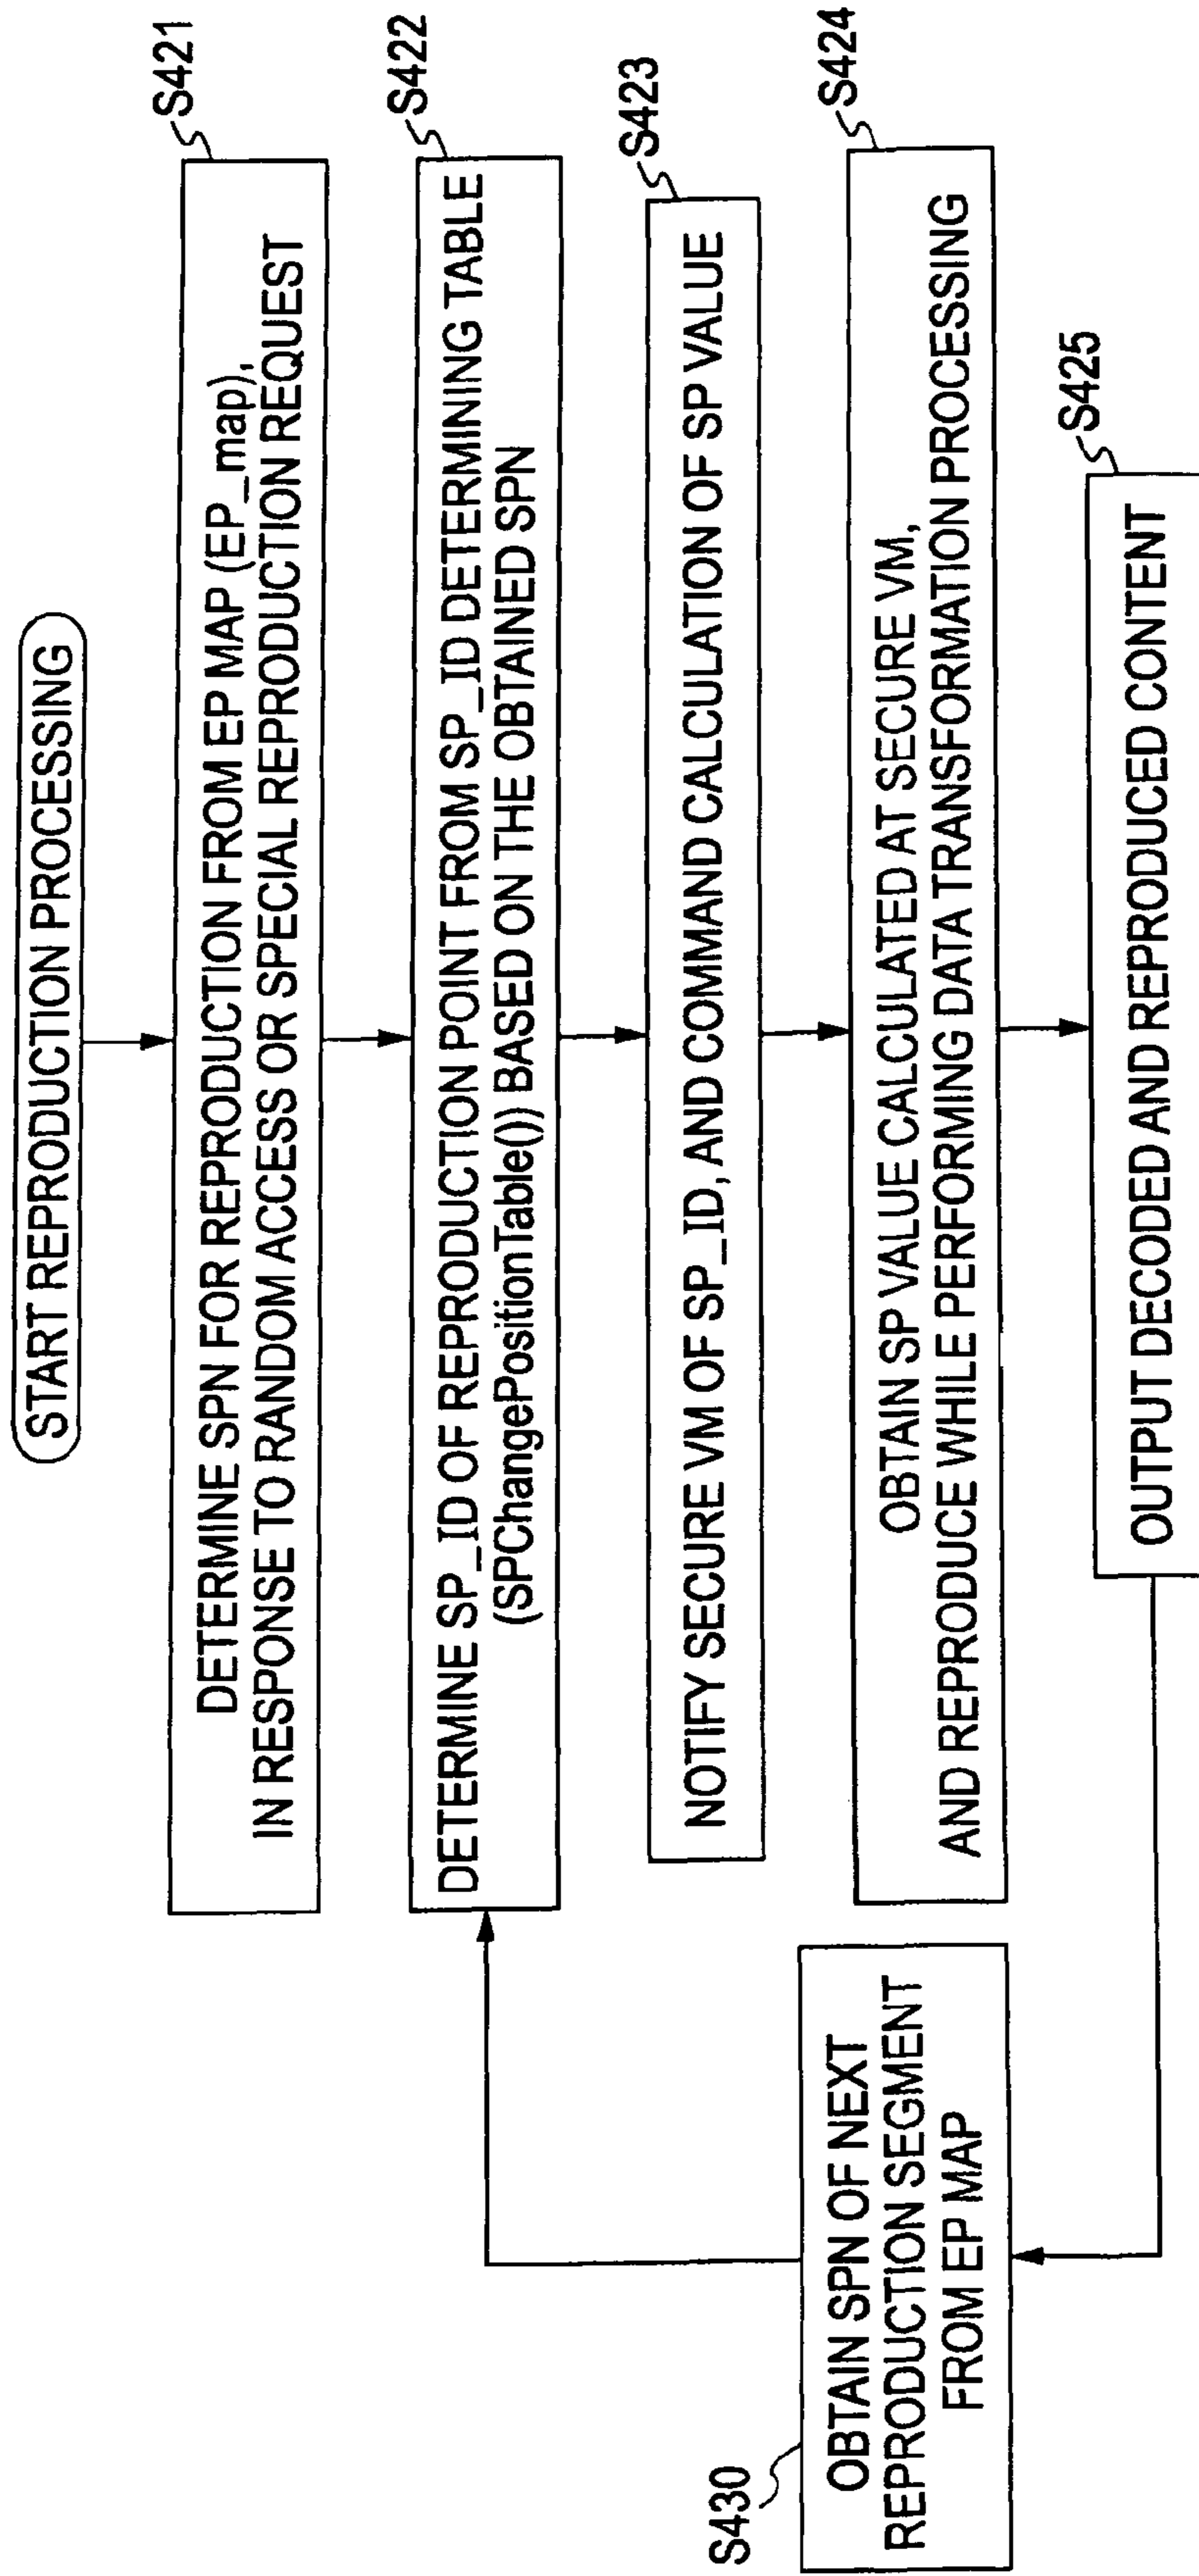 START REPRODUCTION PROCESSING
S421
DETERMINE SPN FOR REPRODUCTION FROM EP MAP (EP_map),
IN RESPONSE TO RANDOM ACCESS OR SPECIAL REPRODUCTION REQUEST
S422
DETERMINE SP_ID OF REPRODUCTION POINT FROM SP_ID DETERMINING TABLE
(SPChangePositionTable()) BASED ON THE OBTAINED SPN
S423
NOTIFY SECURE VM OF SP_ID, AND COMMAND CALCULATION OF SP VALUE
S424
OBTAIN SP VALUE CALCULATED AT SECURE VM,
AND REPRODUCE WHILE PERFORMING DATA TRANSFORMATION PROCESSING
S425
OUTPUT DECODED AND REPRODUCED CONTENT
S430
OBTAIN SPN OF NEXT
REPRODUCTION SEGMENT
FROM EP MAP